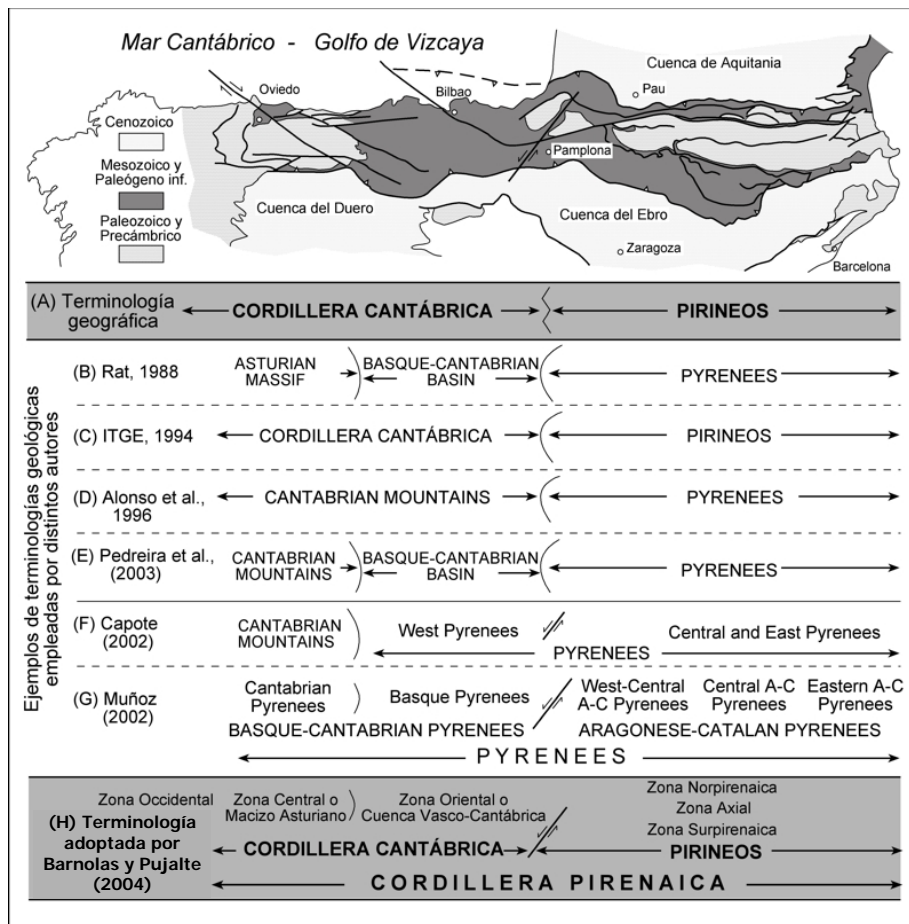 Mar Cantábrico - Golfo de Vizcaya
Cuenca de Aquitania
Oviedo
Bilbao
Pau
Cenozoico
Pamplona
Mesozoico y
Paleógeno inf.
Cuenca del Duero
Cuenca del Ebro
Paleozoico y
Precámbrico
Zaragoza
Barcelona
(A) Terminología
geográfica
CORDILLERA CANTÁBRICA
PIRINEOS
Ejemplos de terminologías geológicas
empleadas por distintos autores
(B) Rat, 1988
ASTURIAN
MASSIF
BASQUE-CANTABRIAN
BASIN
PYRENEES
(C) ITGE, 1994
CORDILLERA CANTÁBRICA
PIRINEOS
(D) Alonso et al.,
1996
CANTABRIAN MOUNTAINS
PYRENEES
(E) Pedreira et al.,
(2003)
CANTABRIAN
MOUNTAINS
BASQUE-CANTABRIAN
BASIN
PYRENEES
(F) Capote
(2002)
CANTABRIAN
MOUNTAINS
West Pyrenees
Central and East Pyrenees
PYRENEES
(G) Muñoz
(2002)
Cantabrian
Pyrenees
Basque Pyrenees
West-Central
A-C Pyrenees
Central A-C
Pyrenees
Eastern A-C
Pyrenees
BASQUE-CANTABRIAN PYRENEES
ARAGONESE-CATALAN PYRENEES
PYRENEES
(H) Terminología
adoptada por
Barnolas y Pujalte
(2004)
Zona Occidental
Zona Central o
Macizo Asturiano
Zona Oriental o
Cuenca Vasco-Cantábrica
Zona Norpirenaica
Zona Axial
Zona Surpirenaica
CORDILLERA CANTÁBRICA
PIRINEOS
CORDILLERA PIRENAICA